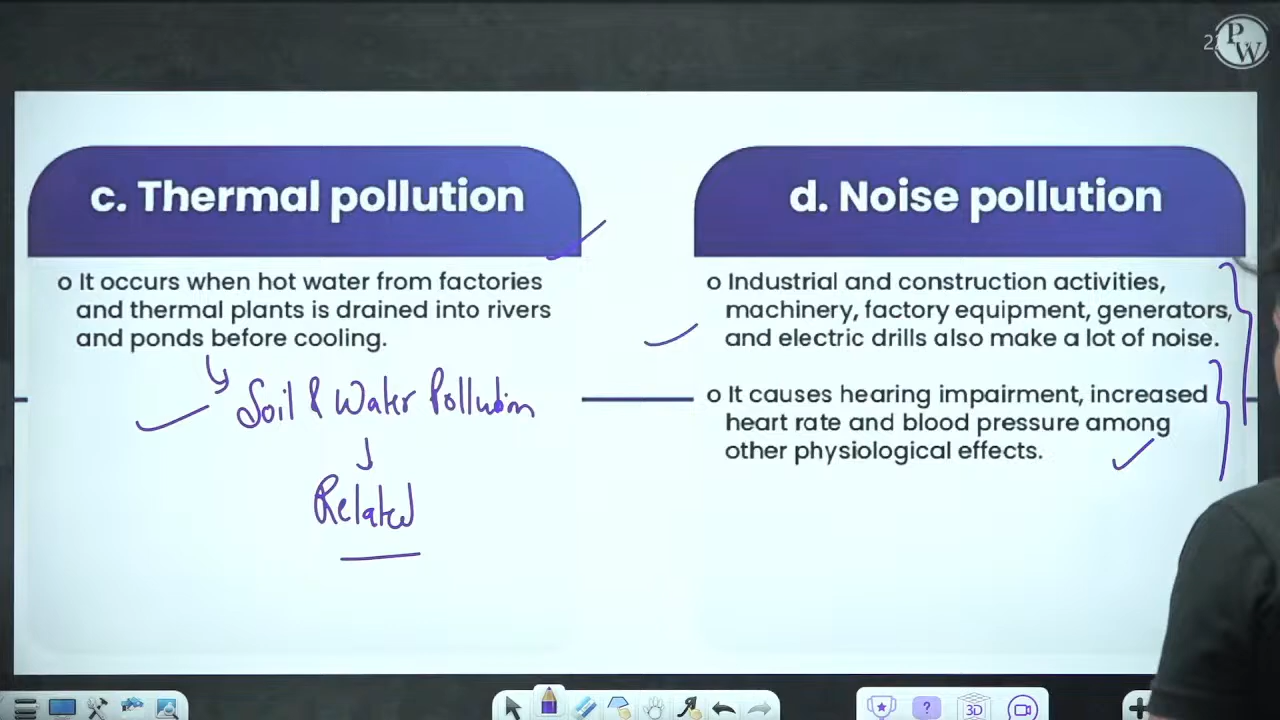 PW
c. Thermal pollution
o It occurs when hot water from factories
and thermal plants is drained into rivers
and ponds before cooling.
Soil & Water Pollution
Related
d. Noise pollution
o Industrial and construction activities,
machinery, factory equipment, generators,
and electric drills also make a lot of noise.
o It causes hearing impairment, increased
heart rate and blood pressure among
other physiological effects.
?
3D